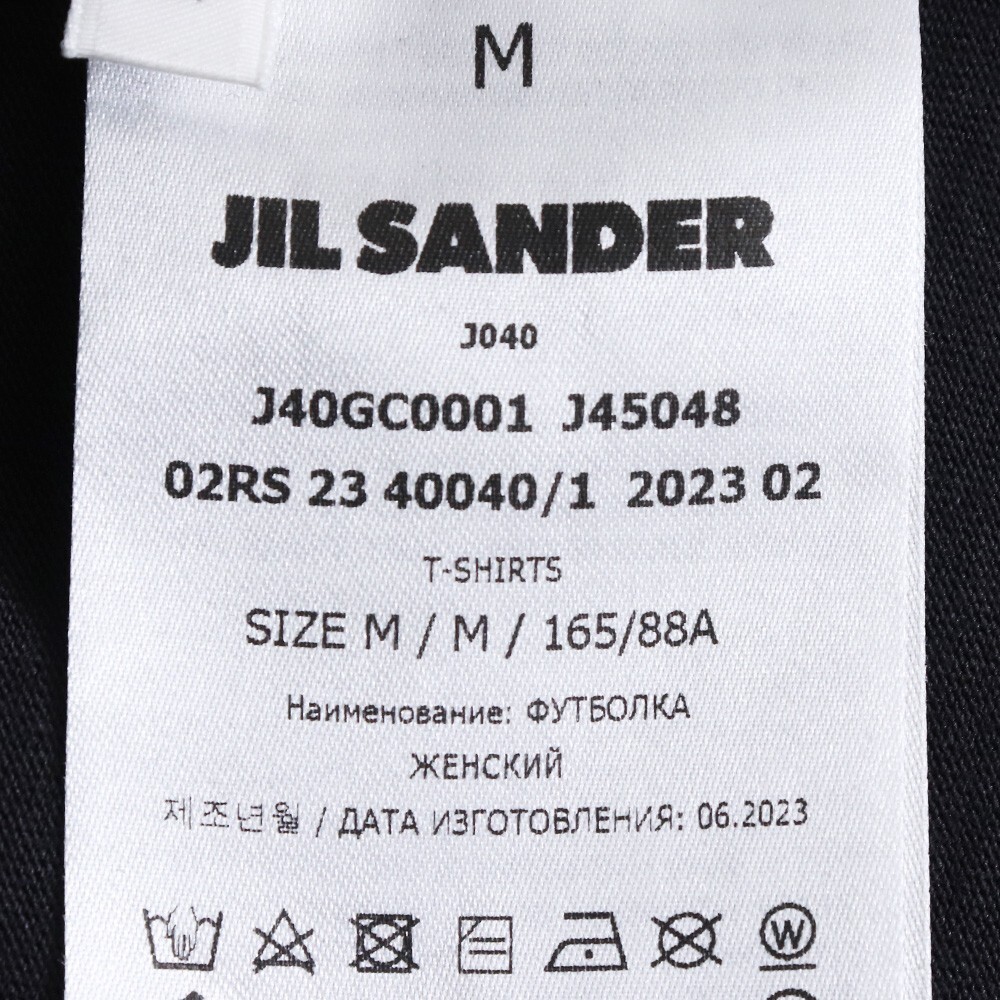 M
JIL SANDER
J040
J40GC0001 J45048
02RS 23 40040/1 2023 02
T-SHIRTS
SIZE M / M / 165/88A
Наименование: ФУТБОЛКА
ЖЕНСКИЙ
제조년월 / ДАТА ИЗГОТОВЛЕНИЯ: 06.2023
W